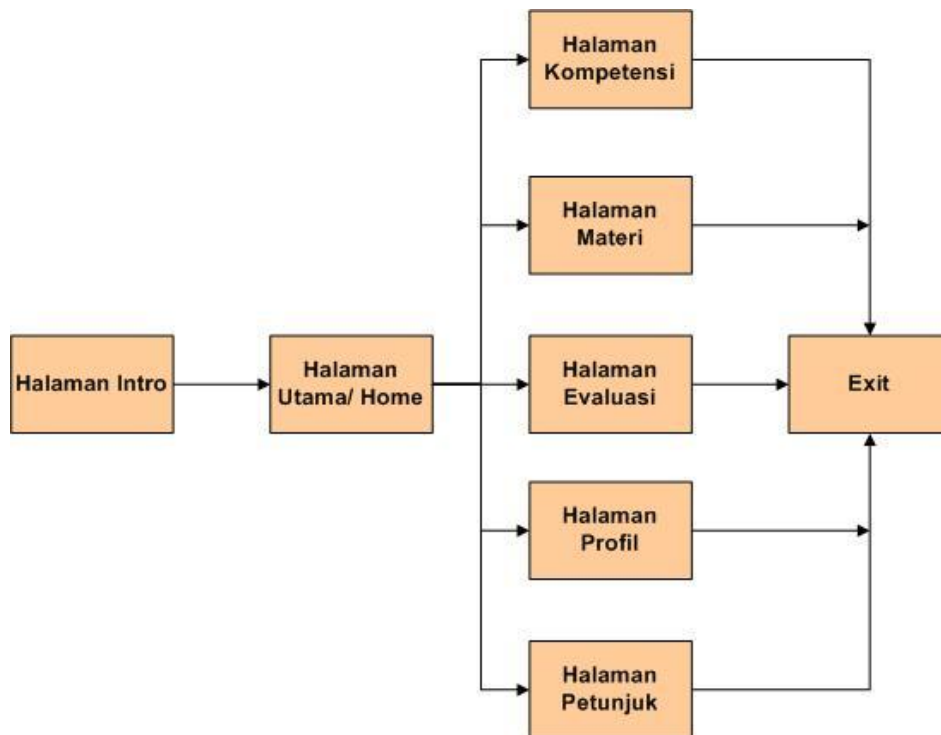 Halaman
Kompetensi
Halaman
Materi
Halaman Intro
Halaman
Utama/ Home
Halaman
Evaluasi
Exit
Halaman
Profil
Halaman
Petunjuk